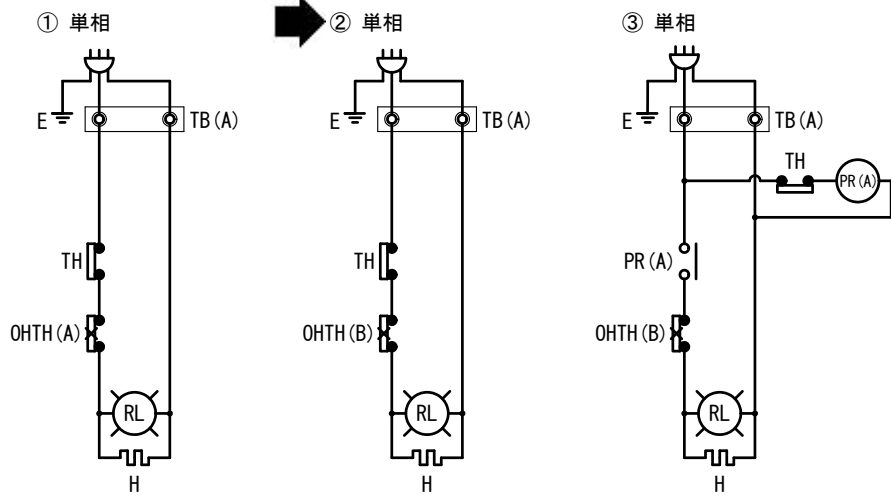 ① 単相
E
TB(A)
TH
OHTH(A)
RL
H
② 単相
E
TB(A)
TH
OHTH(B)
RL
H
③ 単相
E
TB(A)
TH
PR(A)
PR(A)
OHTH(B)
RL
H